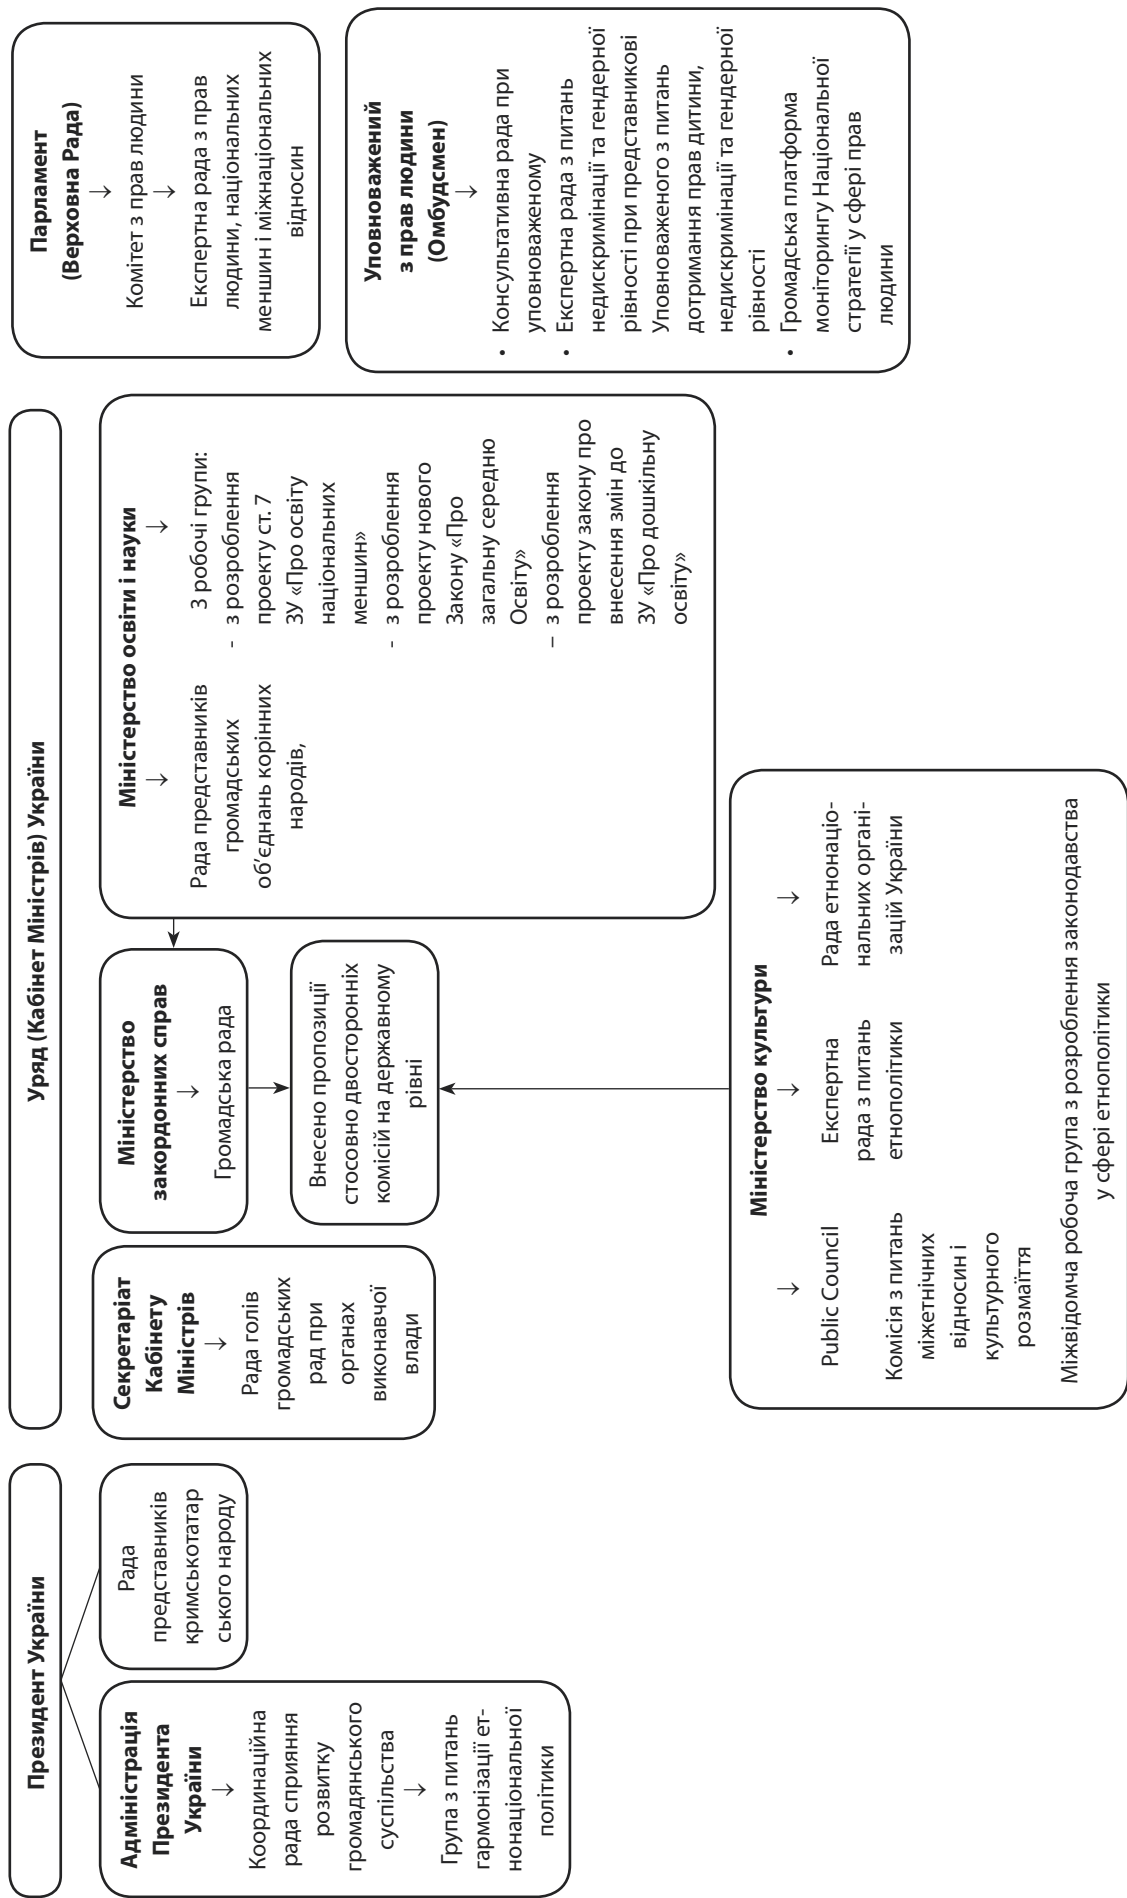 Президент України
Адміністрація
Президента
України
↓
Координаційна
рада сприяння
розвитку
громадянського
суспільства
↓
Група з питань
гармонізації ет-
нонаціональної
політики
Рада
представників
кримськотатар
ського народу
Уряд (Кабінет Міністрів) України
Секретаріат
Кабінету
Міністрів
↓
Рада голів
громадських
рад при
органах
виконавчої
влади
Міністерство
закордонних справ
↓
Громадська рада
Внесено пропозиції
стосовно двосторонніх
комісій на державному
рівні
Міністерство освіти і науки
↓
Рада представників
громадських
об’єднань корінних
народів,
↓
3 робочі групи:
- з розроблення
проекту ст. 7
ЗУ «Про освіту
національних
меншин»
- з розроблення
проекту нового
Закону «Про
загальну середню
Освіту»
– з розроблення
проекту закону про
внесення змін до
ЗУ «Про дошкільну
освіту»
Міністерство культури
↓
Public Council
Комісія з питань
міжетнічних
відносин і
культурного
розмаїття
↓
Експертна
рада з питань
етнополітики
↓
Рада етнонаціо-
нальних органі-
зацій України
Міжвідомча робоча група з розроблення законодавства
у сфері етнополітики
Парламент
(Верховна Рада)
↓
Комітет з прав людини
↓
Експертна рада з прав
людини, національних
меншин і міжнаціональних
відносин
Уповноважений
з прав людини
(Омбудсмен)
↓
• Консультативна рада при
уповноваженому
• Експертна рада з питань
недискримінації та гендерної
рівності при представникові
Уповноваженого з питань
дотримання прав дитини,
недискримінації та гендерної
рівності
• Громадська платформа
моніторингу Національної
стратегії у сфері прав
людини